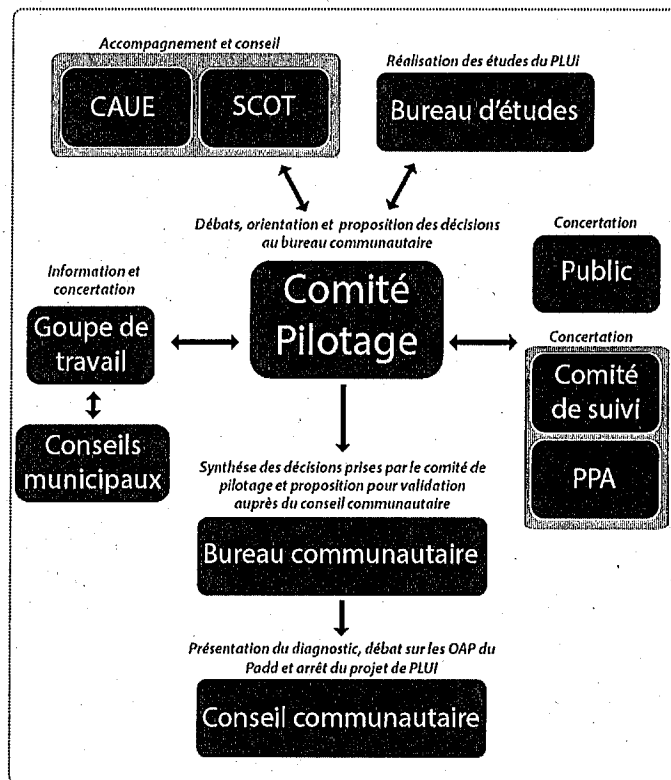 Accompagnement et conseil
CAUE
SCOT
Réalisation des études du PLUi
Bureau d'études
Débats, orientation et proposition des décisions
au bureau communautaire
Comité
Pilotage
Information et
concertation
Goupe de
travail
Conseils
municipaux
Concertation
Public
Concertation
Comité
de suivi
PPA
Synthése des décisions prises par le comité de
pilotage et proposition pour validation
auprès du conseil communautaire
Bureau communautaire
Présentation du diagnostic, débat sur les OAP du
Padd et arrêt du projet de PLUI
Conseil communautaire